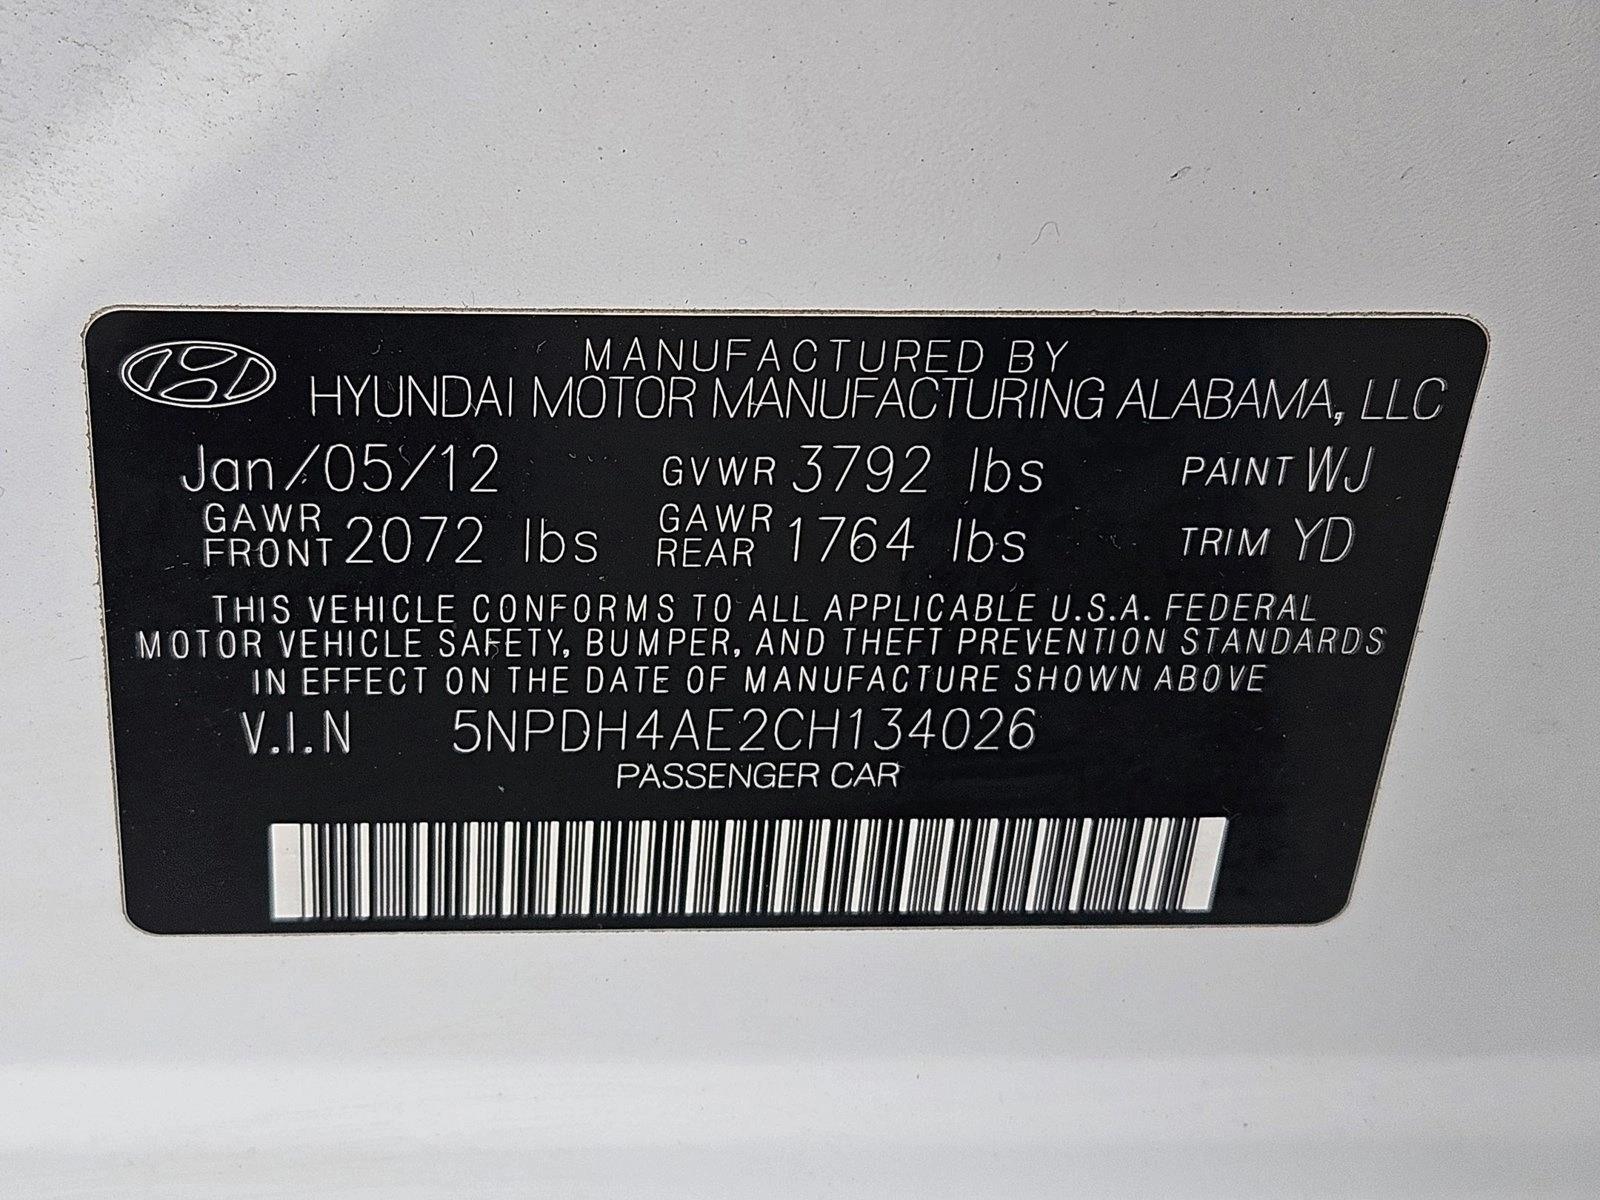 MANUFACTURED BY
HYUNDAI MOTOR MANUFACTURING ALABAMA, LLC
Jan/05/12 GVWR 3792 lbs PAINT WJ
GAWR FRONT 2072 lbs GAWR REAR 1764 lbs TRIM YD
THIS VEHICLE CONFORMS TO ALL APPLICABLE U.S.A. FEDERAL
MOTOR VEHICLE SAFETY, BUMPER, AND THEFT PREVENTION STANDARDS
IN EFFECT ON THE DATE OF MANUFACTURE SHOWN ABOVE
V.I.N 5NPDH4AE2CH134026
PASSENGER CAR